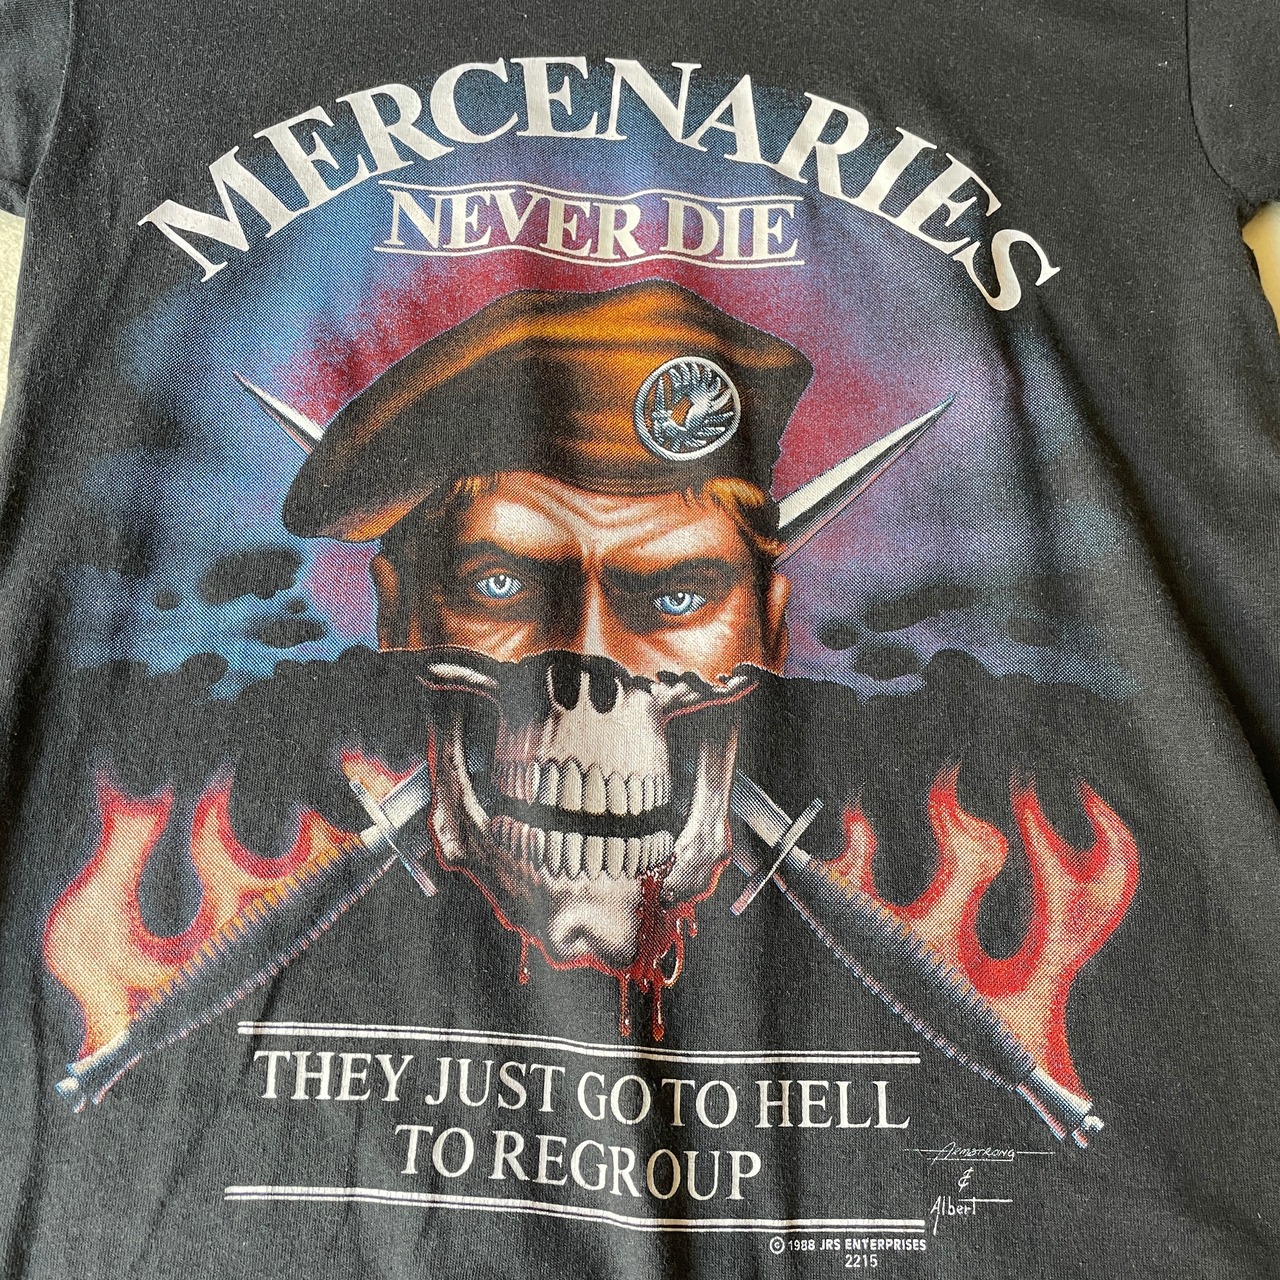 MERCENARIES
NEVER DIE
THEY JUST GO TO HELL
TO REGROUP
ARMSTRONG
&
Albert
© 1988 JRS ENTERPRISES
2215